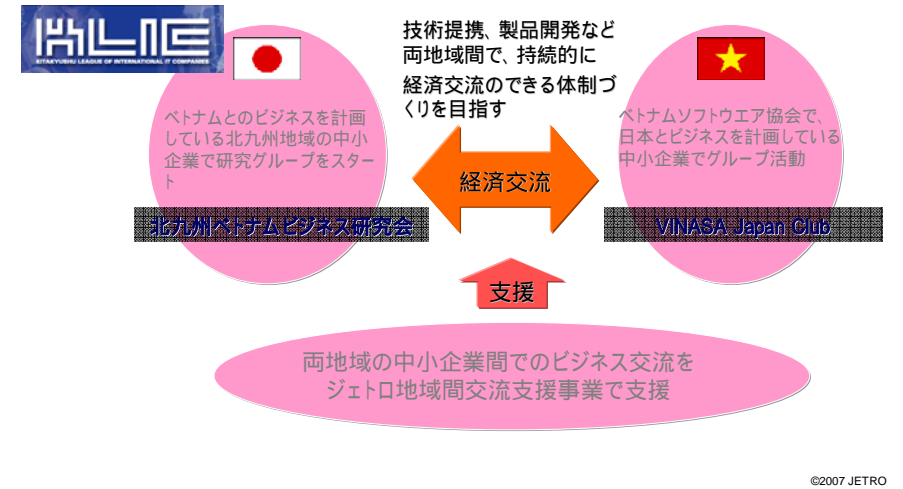 KLIC
KITAKYUSHU LEAGUE OF INTERNATIONAL IT COMPANIES
技術提携、製品開発など
両地域間で、持続的に
経済交流のできる体制づ
くりを目指す
ベトナムとのビジネスを計画
している北九州地域の中小
企業で研究グループをスター
ト
ベトナムソフトウエア協会で、
日本とビジネスを計画している
中小企業でグループ活動
経済交流
北九州ベトナムビジネス研究会
VINASA Japan Club
支援
両地域の中小企業間でのビジネス交流を
ジェトロ地域間交流支援事業で支援
©2007 JETRO